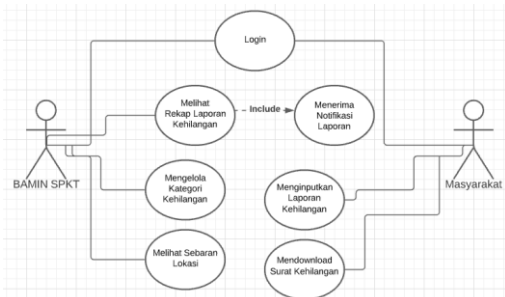 Login
Melihat
Rekap Laporan
Kehilangan
Include
Menerima
Notifikasi
Laporan
BAMIN SPKT
Masyarakat
Mengelola
Kategori
Kehilangan
Menginputkan
Laporan
Kehilangan
Melihat Sebaran
Lokasi
Mendownload
Surat Kehilangan